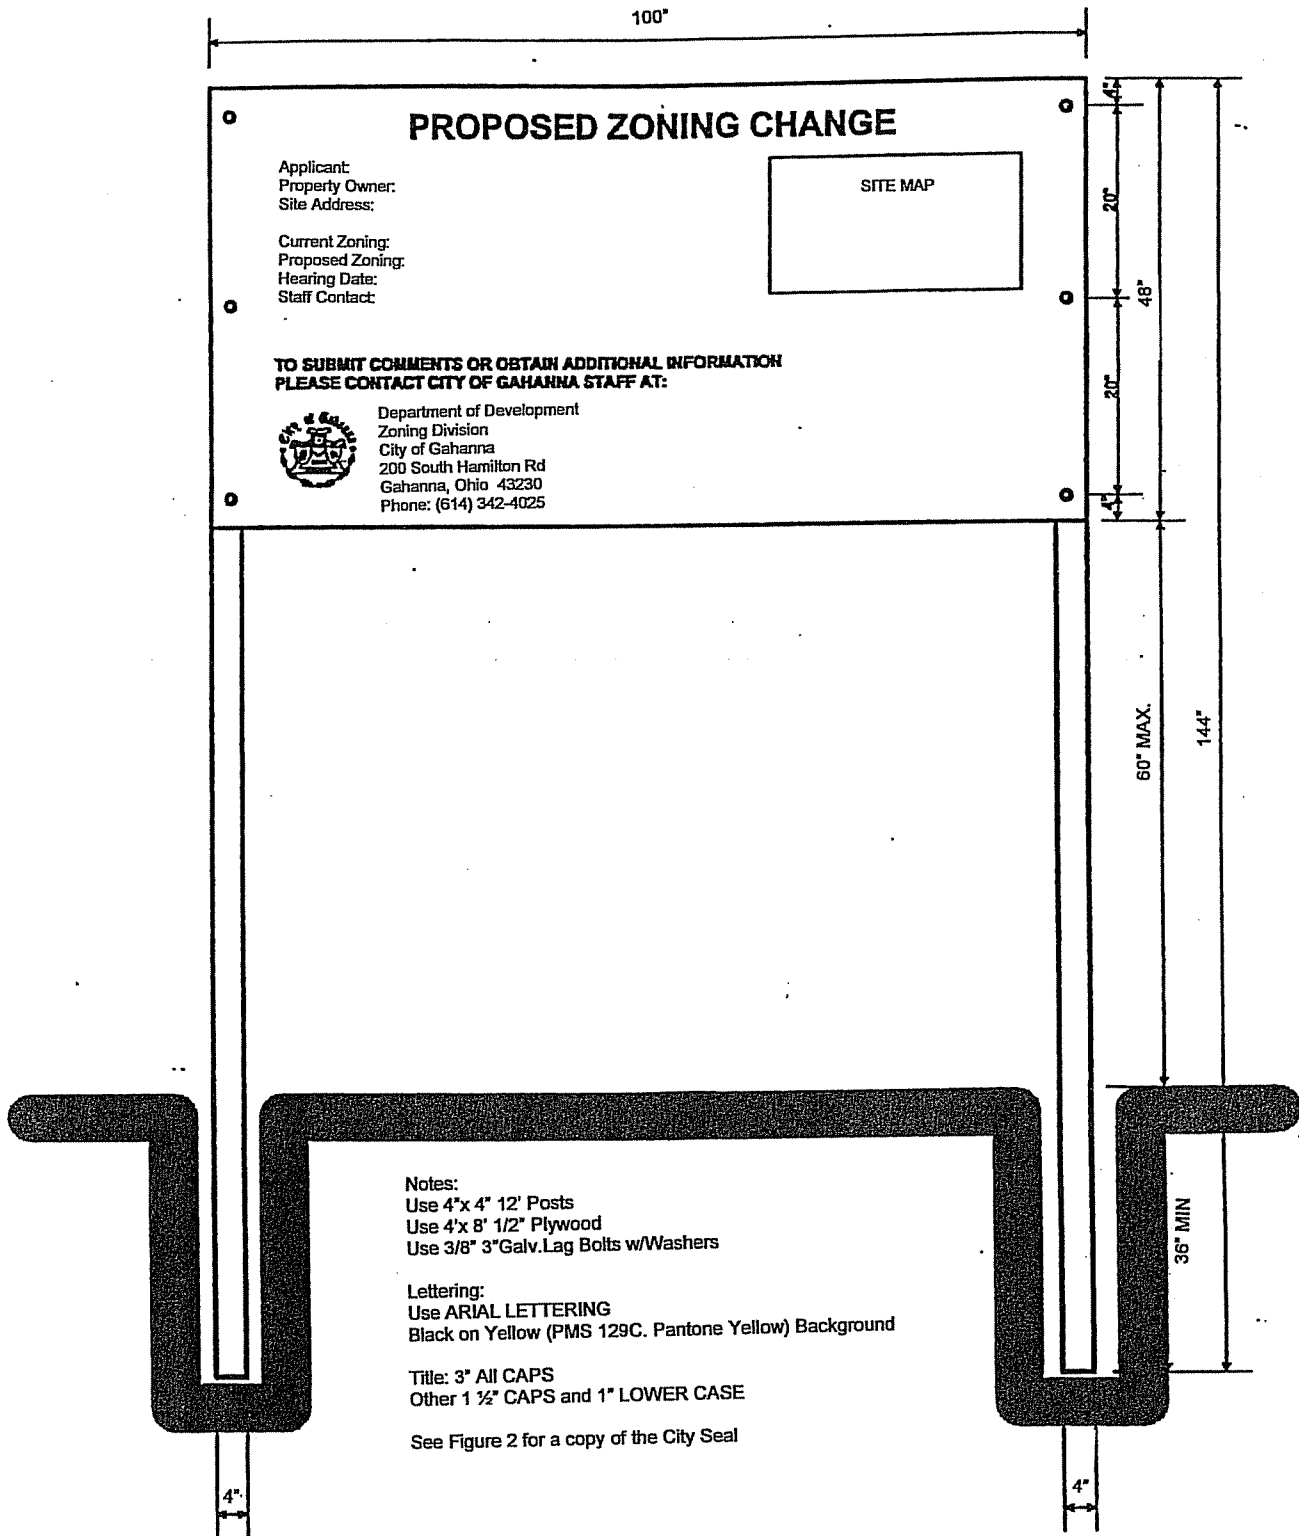 100"
PROPOSED ZONING CHANGE
Applicant:
Property Owner:
Site Address:
Current Zoning:
Proposed Zoning:
Hearing Date:
Staff Contact:
SITE MAP
TO SUBMIT COMMENTS OR OBTAIN ADDITIONAL INFORMATION
PLEASE CONTACT CITY OF GAHANNA STAFF AT:
City of Gahanna
Department of Development
Zoning Division
City of Gahanna
200 South Hamilton Rd
Gahanna, Ohio 43230
Phone: (614) 342-4025
4"
20"
20"
4"
48"
60" MAX.
144"
36" MIN
Notes:
Use 4"x 4" 12' Posts
Use 4'x 8' 1/2" Plywood
Use 3/8" 3"Galv.Lag Bolts w/Washers
Lettering:
Use ARIAL LETTERING
Black on Yellow (PMS 129C. Pantone Yellow) Background
Title: 3" All CAPS
Other 1 ½" CAPS and 1" LOWER CASE
See Figure 2 for a copy of the City Seal
4"
4"